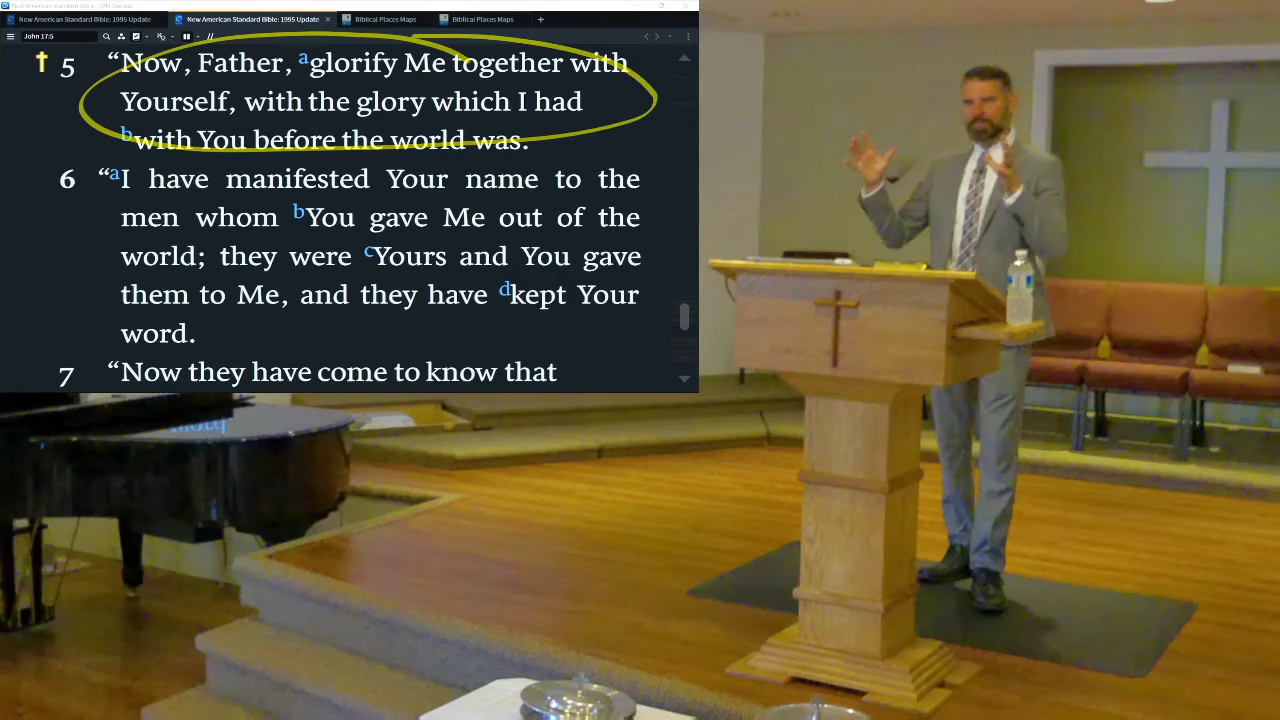 New American Standard Bible: 1995 Update
New American Standard Bible: 1995 Update
Biblical Places Maps
Biblical Places Maps
John 17:5
5 “Now, Father, aglorify Me together with
Yourself, with the glory which I had
bwith You before the world was.
6 “aI have manifested Your name to the
men whom bYou gave Me out of the
world; they were cYours and You gave
them to Me, and they have dkept Your
word.
7 “Now they have come to know that